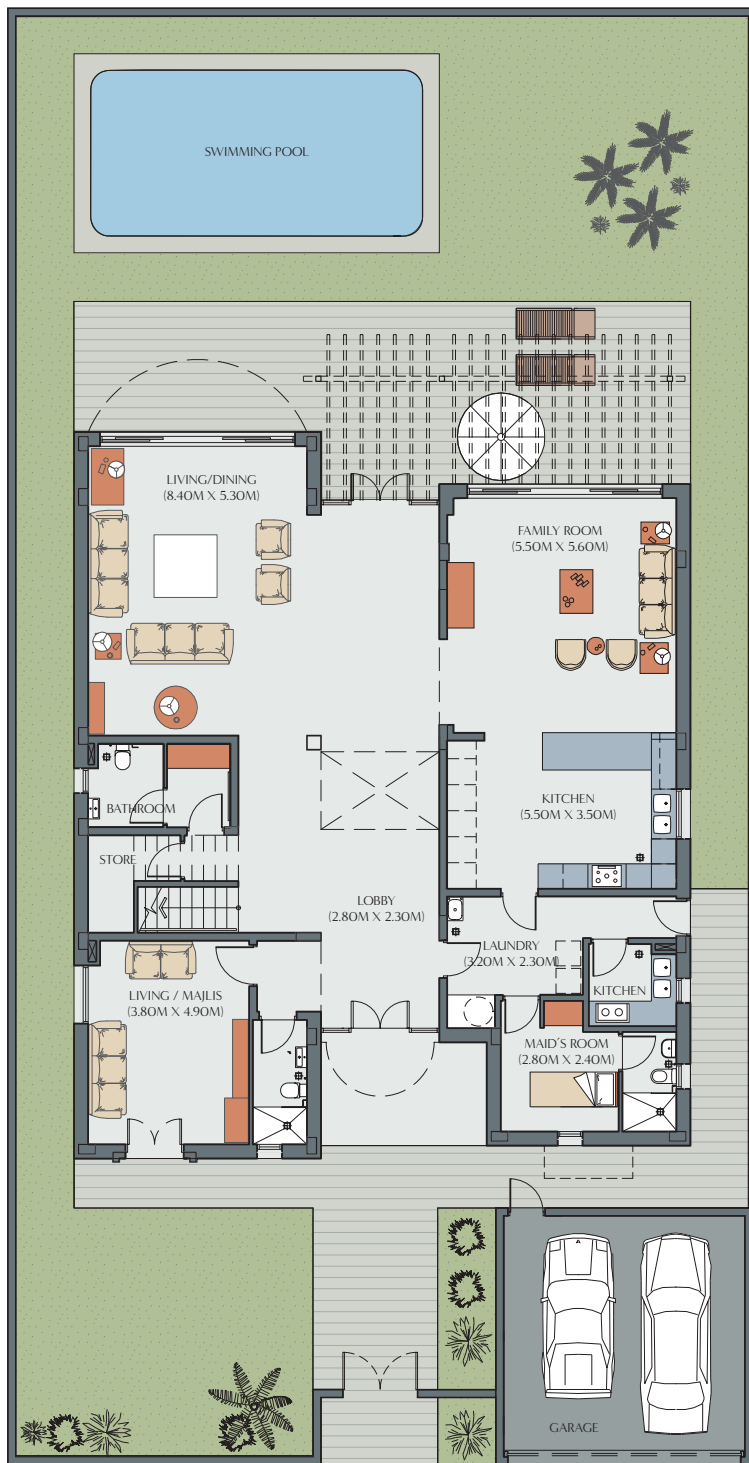 SWIMMING POOL
LIVING/DINING
(8.40M X 5.30M)
FAMILY ROOM
(5.50M X 5.60M)
BATHROOM
KITCHEN
(5.50M X 3.50M)
STORE
LOBBY
(2.80M X 2.30M)
LAUNDRY
(3.20M X 2.30M)
LIVING / MAJLIS
(3.80M X 4.90M)
KITCHEN
MAID´S ROOM
(2.80M X 2.40M)
GARAGE